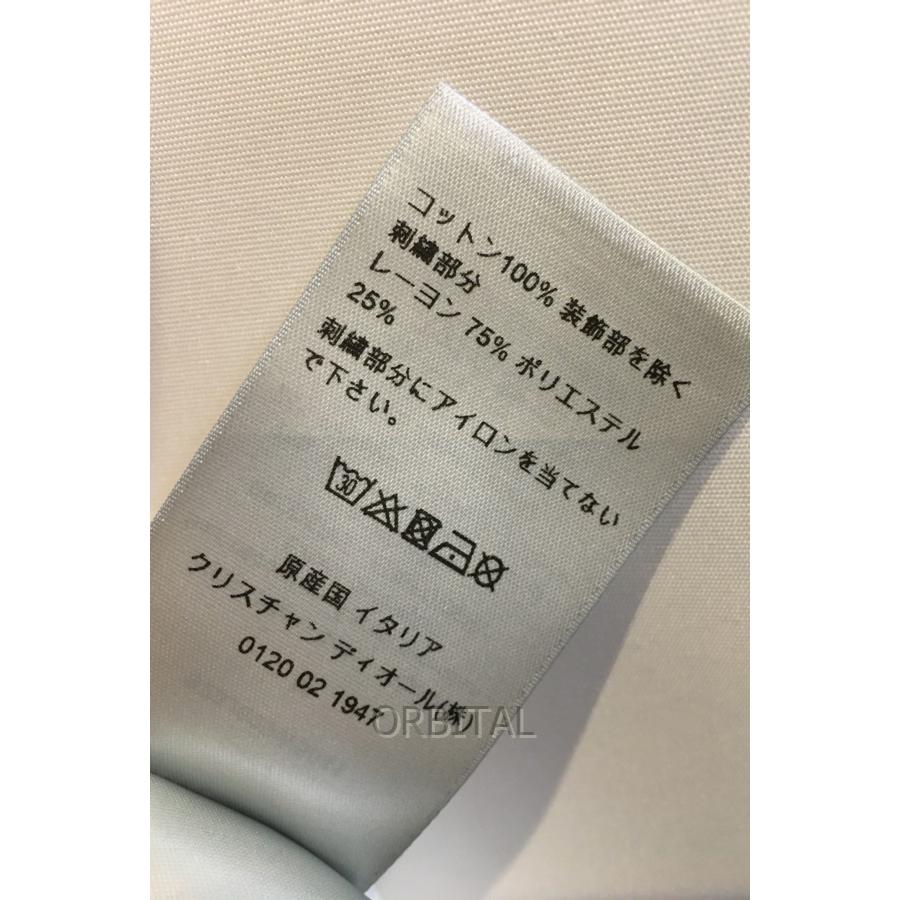 コットン100% 装飾部を除く
刺繍部分
レーヨン 75% ポリエステル
25%
刺繍部分にアイロンを当てない
で下さい。
30
原産国 イタリア
クリスチャン ディオール(株)
0120 02 1947
ORBITAL